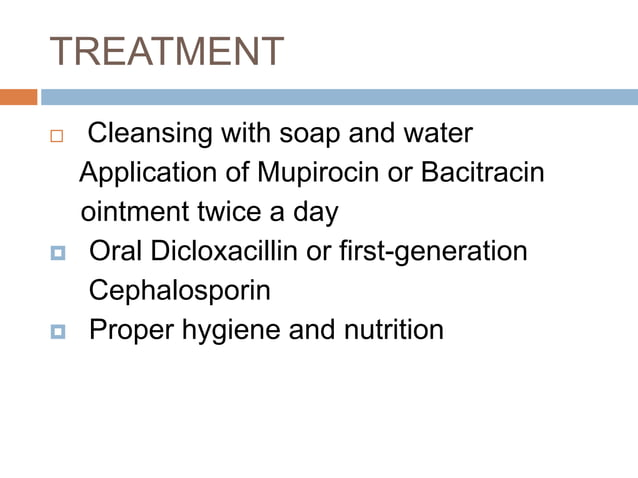 TREATMENT
Cleansing with soap and water
Application of Mupirocin or Bacitracin
ointment twice a day
Oral Dicloxacillin or first-generation
Cephalosporin
Proper hygiene and nutrition